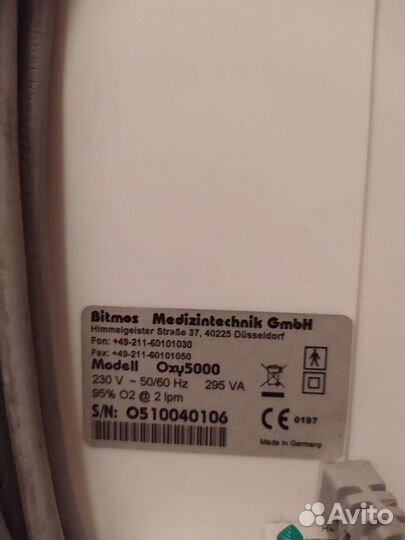 Bitmos Medizintechnik GmbH
Himmelgeister Straße 37, 40225 Düsseldorf
Fon: +49-211-60101030
Fax: +49-211-60101050
Modell Oxy5000
230 V ~ 50/60 Hz 295 VA
95% O2 @ 2 lpm
S/N: O510040106
CE 0197
Made in Germany
Avito